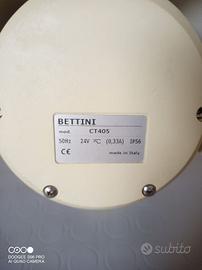 BETTINI
mod. CT405
50Hz 24V ~ (0,33A) IP56
CE made in Italy
DOOGEE S96 PRO
AI QUAD CAMERA
subito